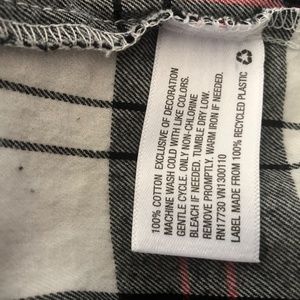 100% COTTON EXCLUSIVE OF DECORATION
MACHINE WASH COLD WITH LIKE COLORS.
GENTLE CYCLE. ONLY NON-CHLORINE
BLEACH IF NEEDED. TUMBLE DRY LOW.
REMOVE PROMPTLY. WARM IRON IF NEEDED.
RN17730 VN1300110
LABEL MADE FROM 100% RECYCLED PLASTIC